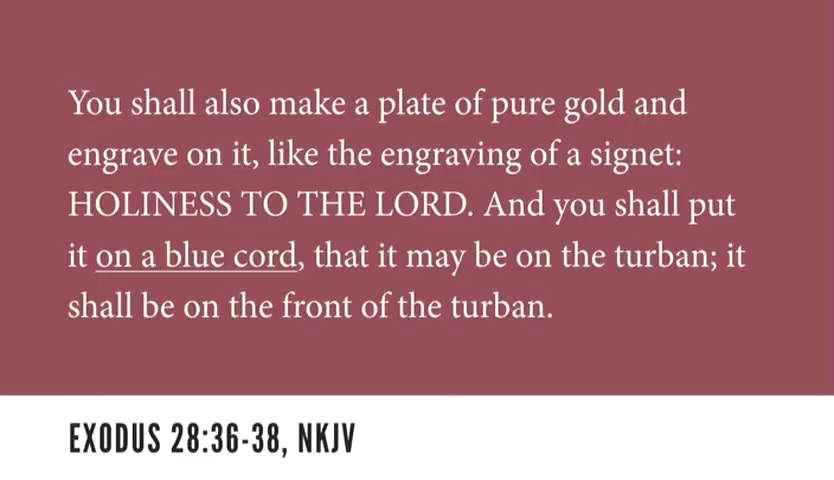 You shall also make a plate of pure gold and
engrave on it, like the engraving of a signet:
HOLINESS TO THE LORD. And you shall put
it on a blue cord, that it may be on the turban; it
shall be on the front of the turban.
EXODUS 28:36-38, NKJV